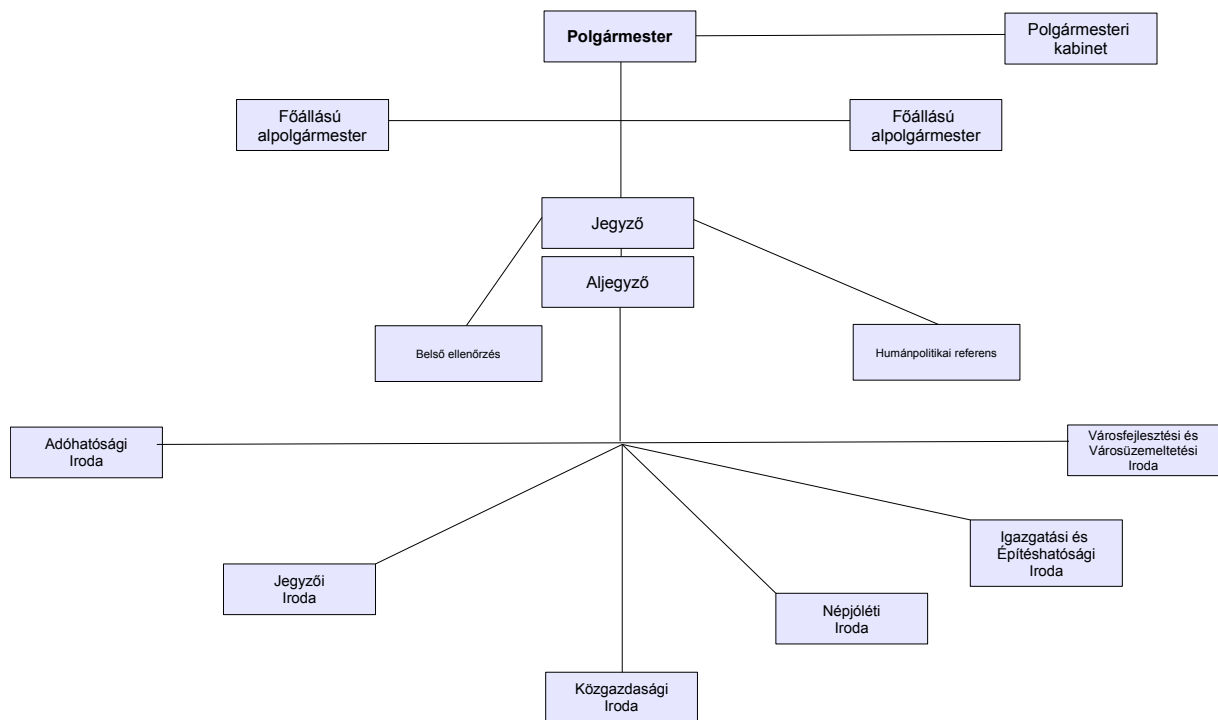 Polgármester
Polgármesteri
kabinet
Főállású
alpolgármester
Főállású
alpolgármester
Jegyző
Aljegyző
Belső ellenőrzés
Humánpolitikai referens
Adóhatósági
Iroda
Városfejlesztési és
Városüzemeltetési
Iroda
Igazgatási és
Építéshatósági
Iroda
Jegyzői
Iroda
Népjóléti
Iroda
Közgazdasági
Iroda